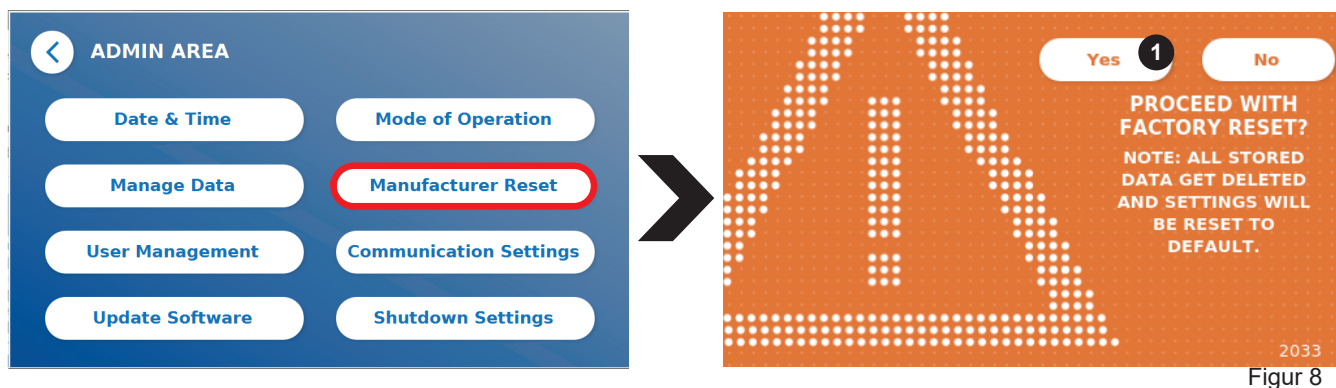 ADMIN AREA
Date & Time
Mode of Operation
Manage Data
Manufacturer Reset
User Management
Communication Settings
Update Software
Shutdown Settings
Yes
1
No
PROCEED WITH
FACTORY RESET?
NOTE: ALL STORED
DATA GET DELETED
AND SETTINGS WILL
BE RESET TO
DEFAULT.
2033
Figur 8